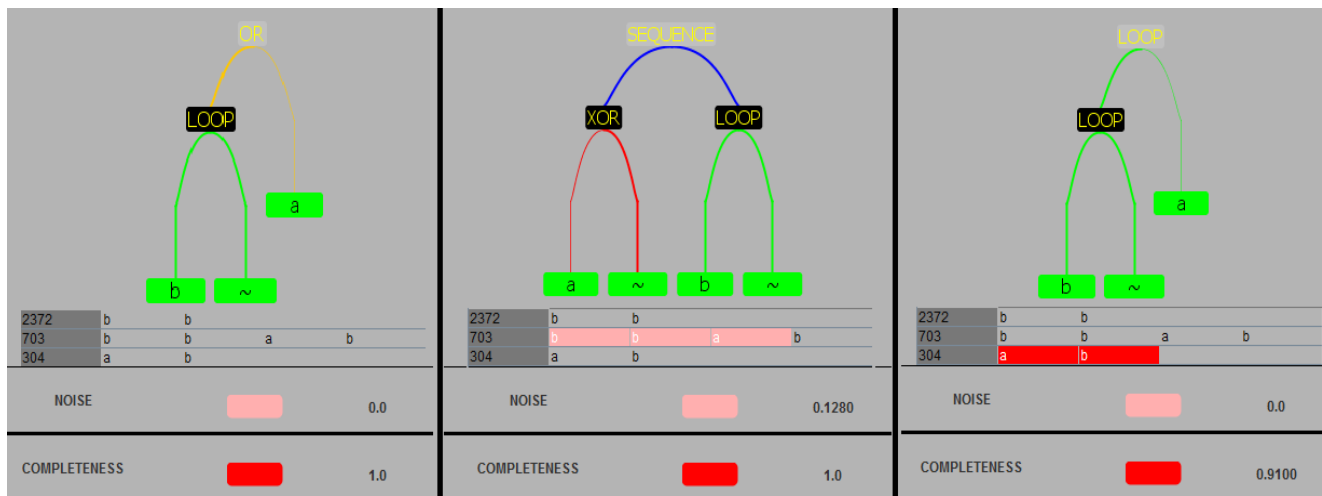 OR
LOOP
a
b ~
2372 b b
703 b b a b
304 a b
NOISE 0.0
COMPLETENESS 1.0
SEQUENCE
XOR LOOP
a ~ b ~
2372 b b
703 b b a b
304 a b
NOISE 0.1280
COMPLETENESS 1.0
LOOP
LOOP
a
b ~
2372 b b
703 b b a b
304 a b
NOISE 0.0
COMPLETENESS 0.9100